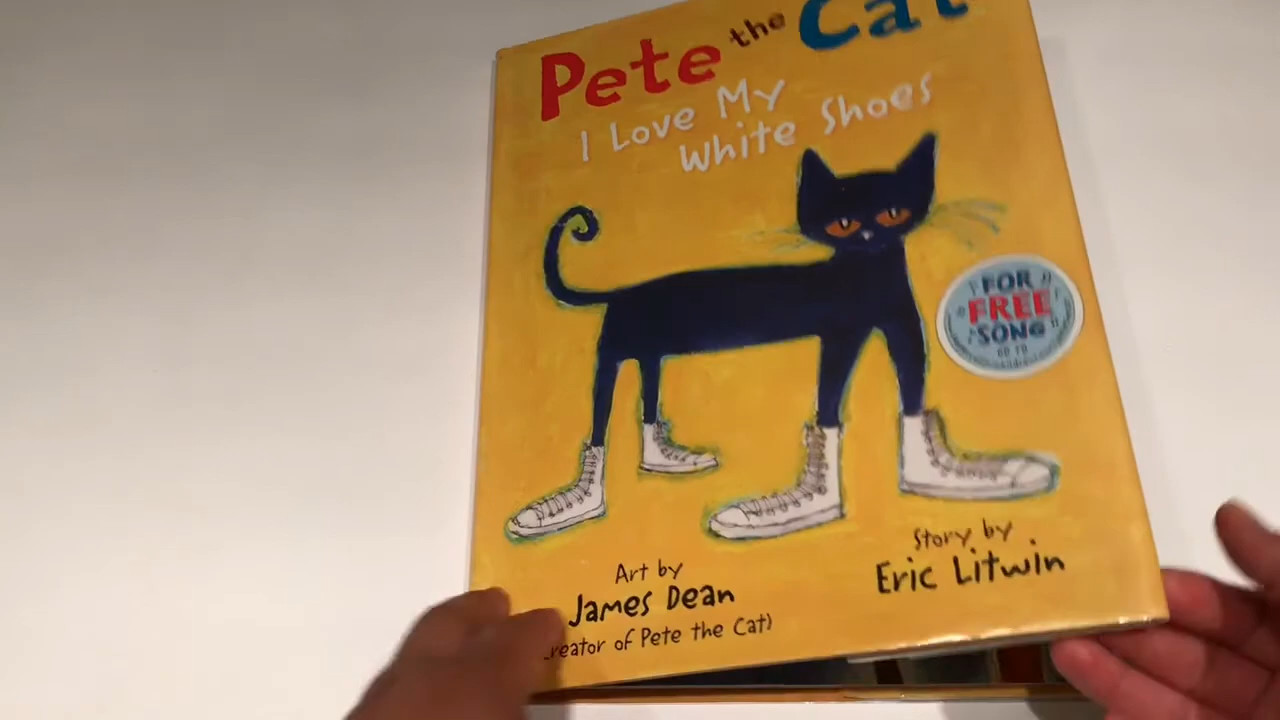 Pete the Cat
I Love My
White Shoes
FOR
FREE
SONG
GO TO
Art by
James Dean
reator of Pete the Cat)
Story by
Eric Litwin